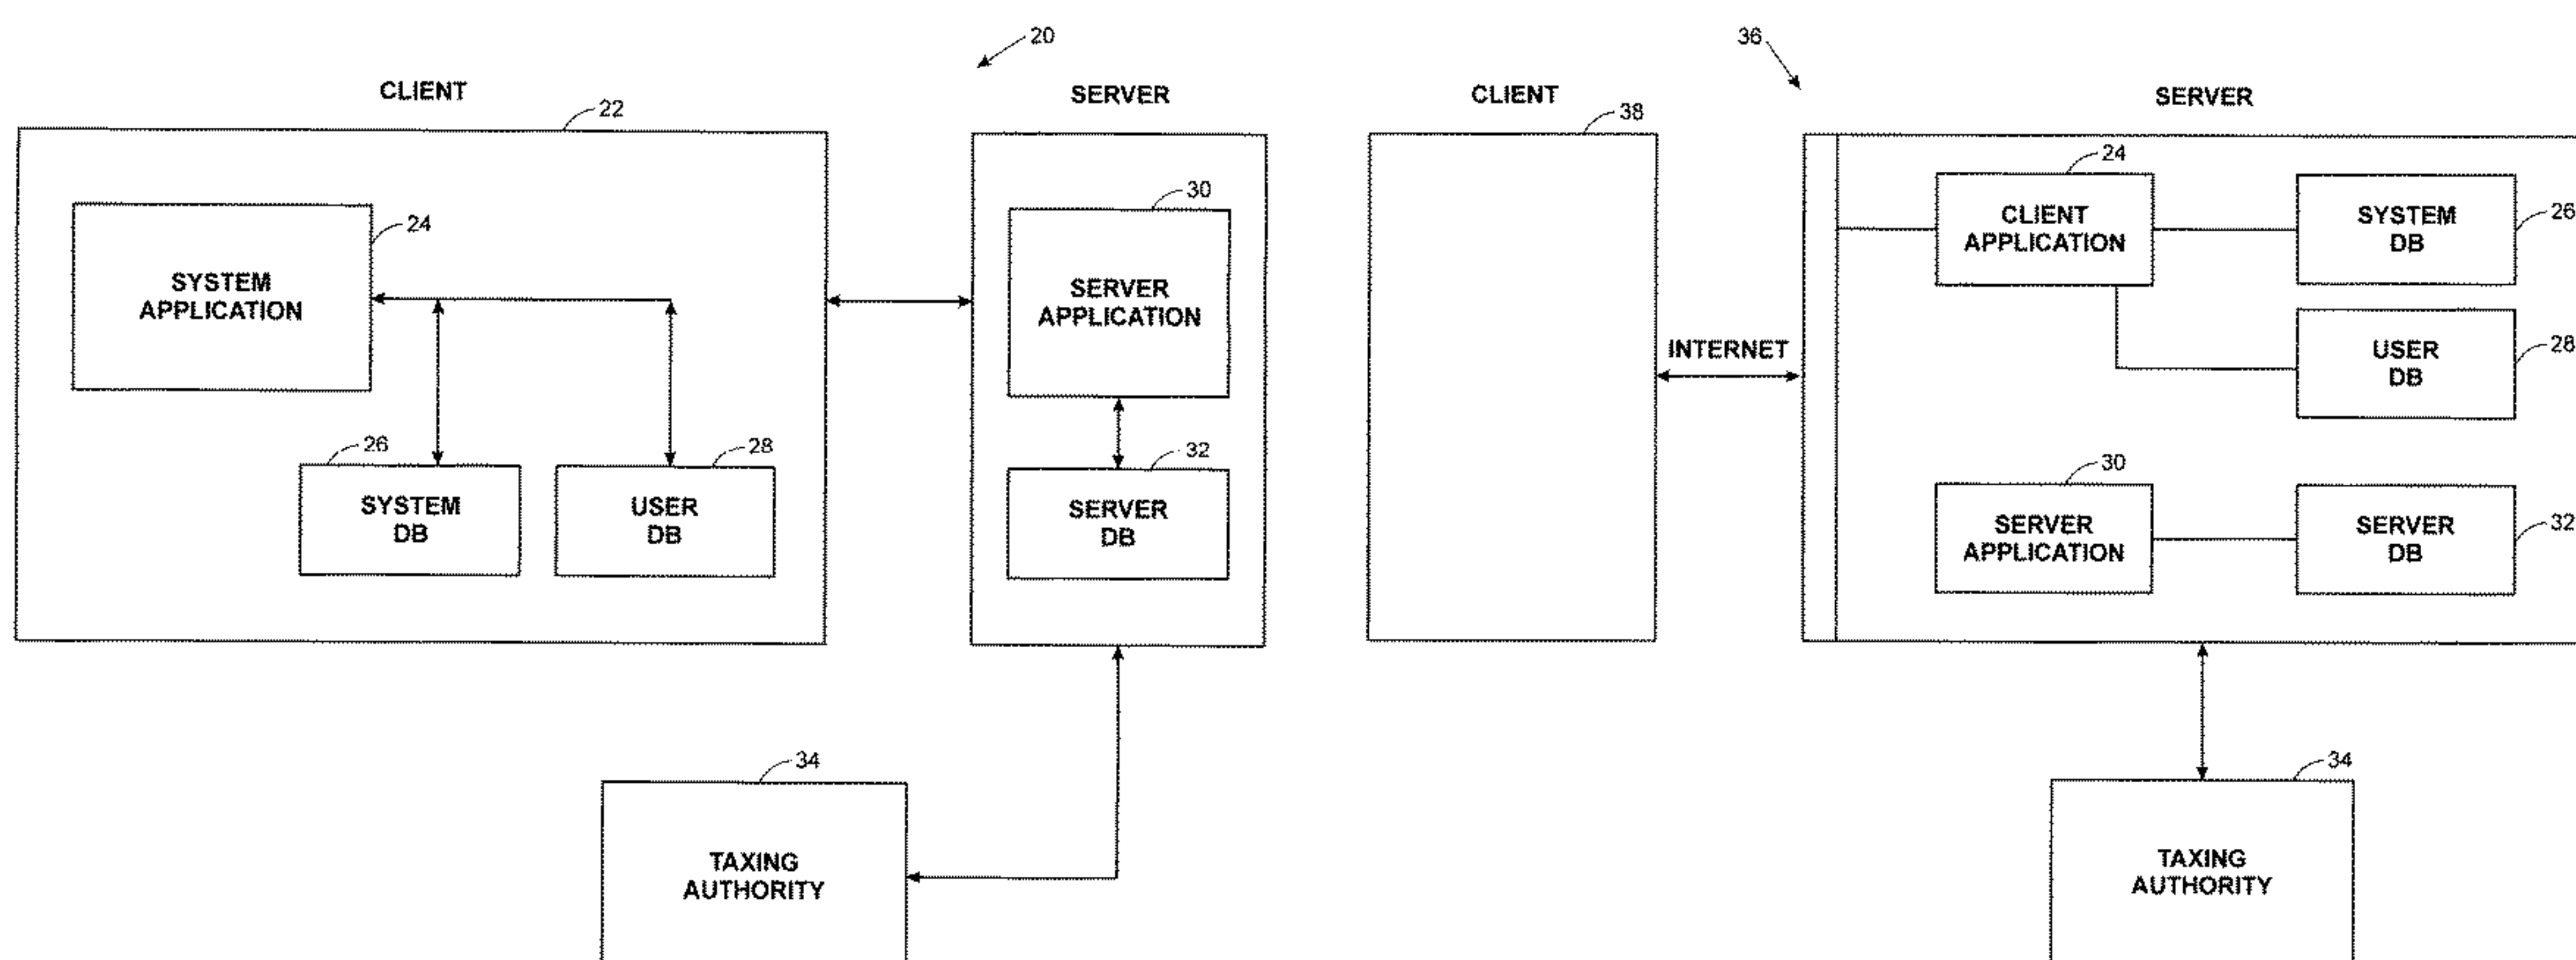 20
CLIENT
22
SERVER
24
SYSTEM
APPLICATION
30
SERVER
APPLICATION
26
SYSTEM
DB
28
USER
DB
32
SERVER
DB
34
TAXING
AUTHORITY
36
CLIENT
38
SERVER
INTERNET
24
CLIENT
APPLICATION
SYSTEM
DB
26
USER
DB
28
30
SERVER
APPLICATION
SERVER
DB
32
34
TAXING
AUTHORITY